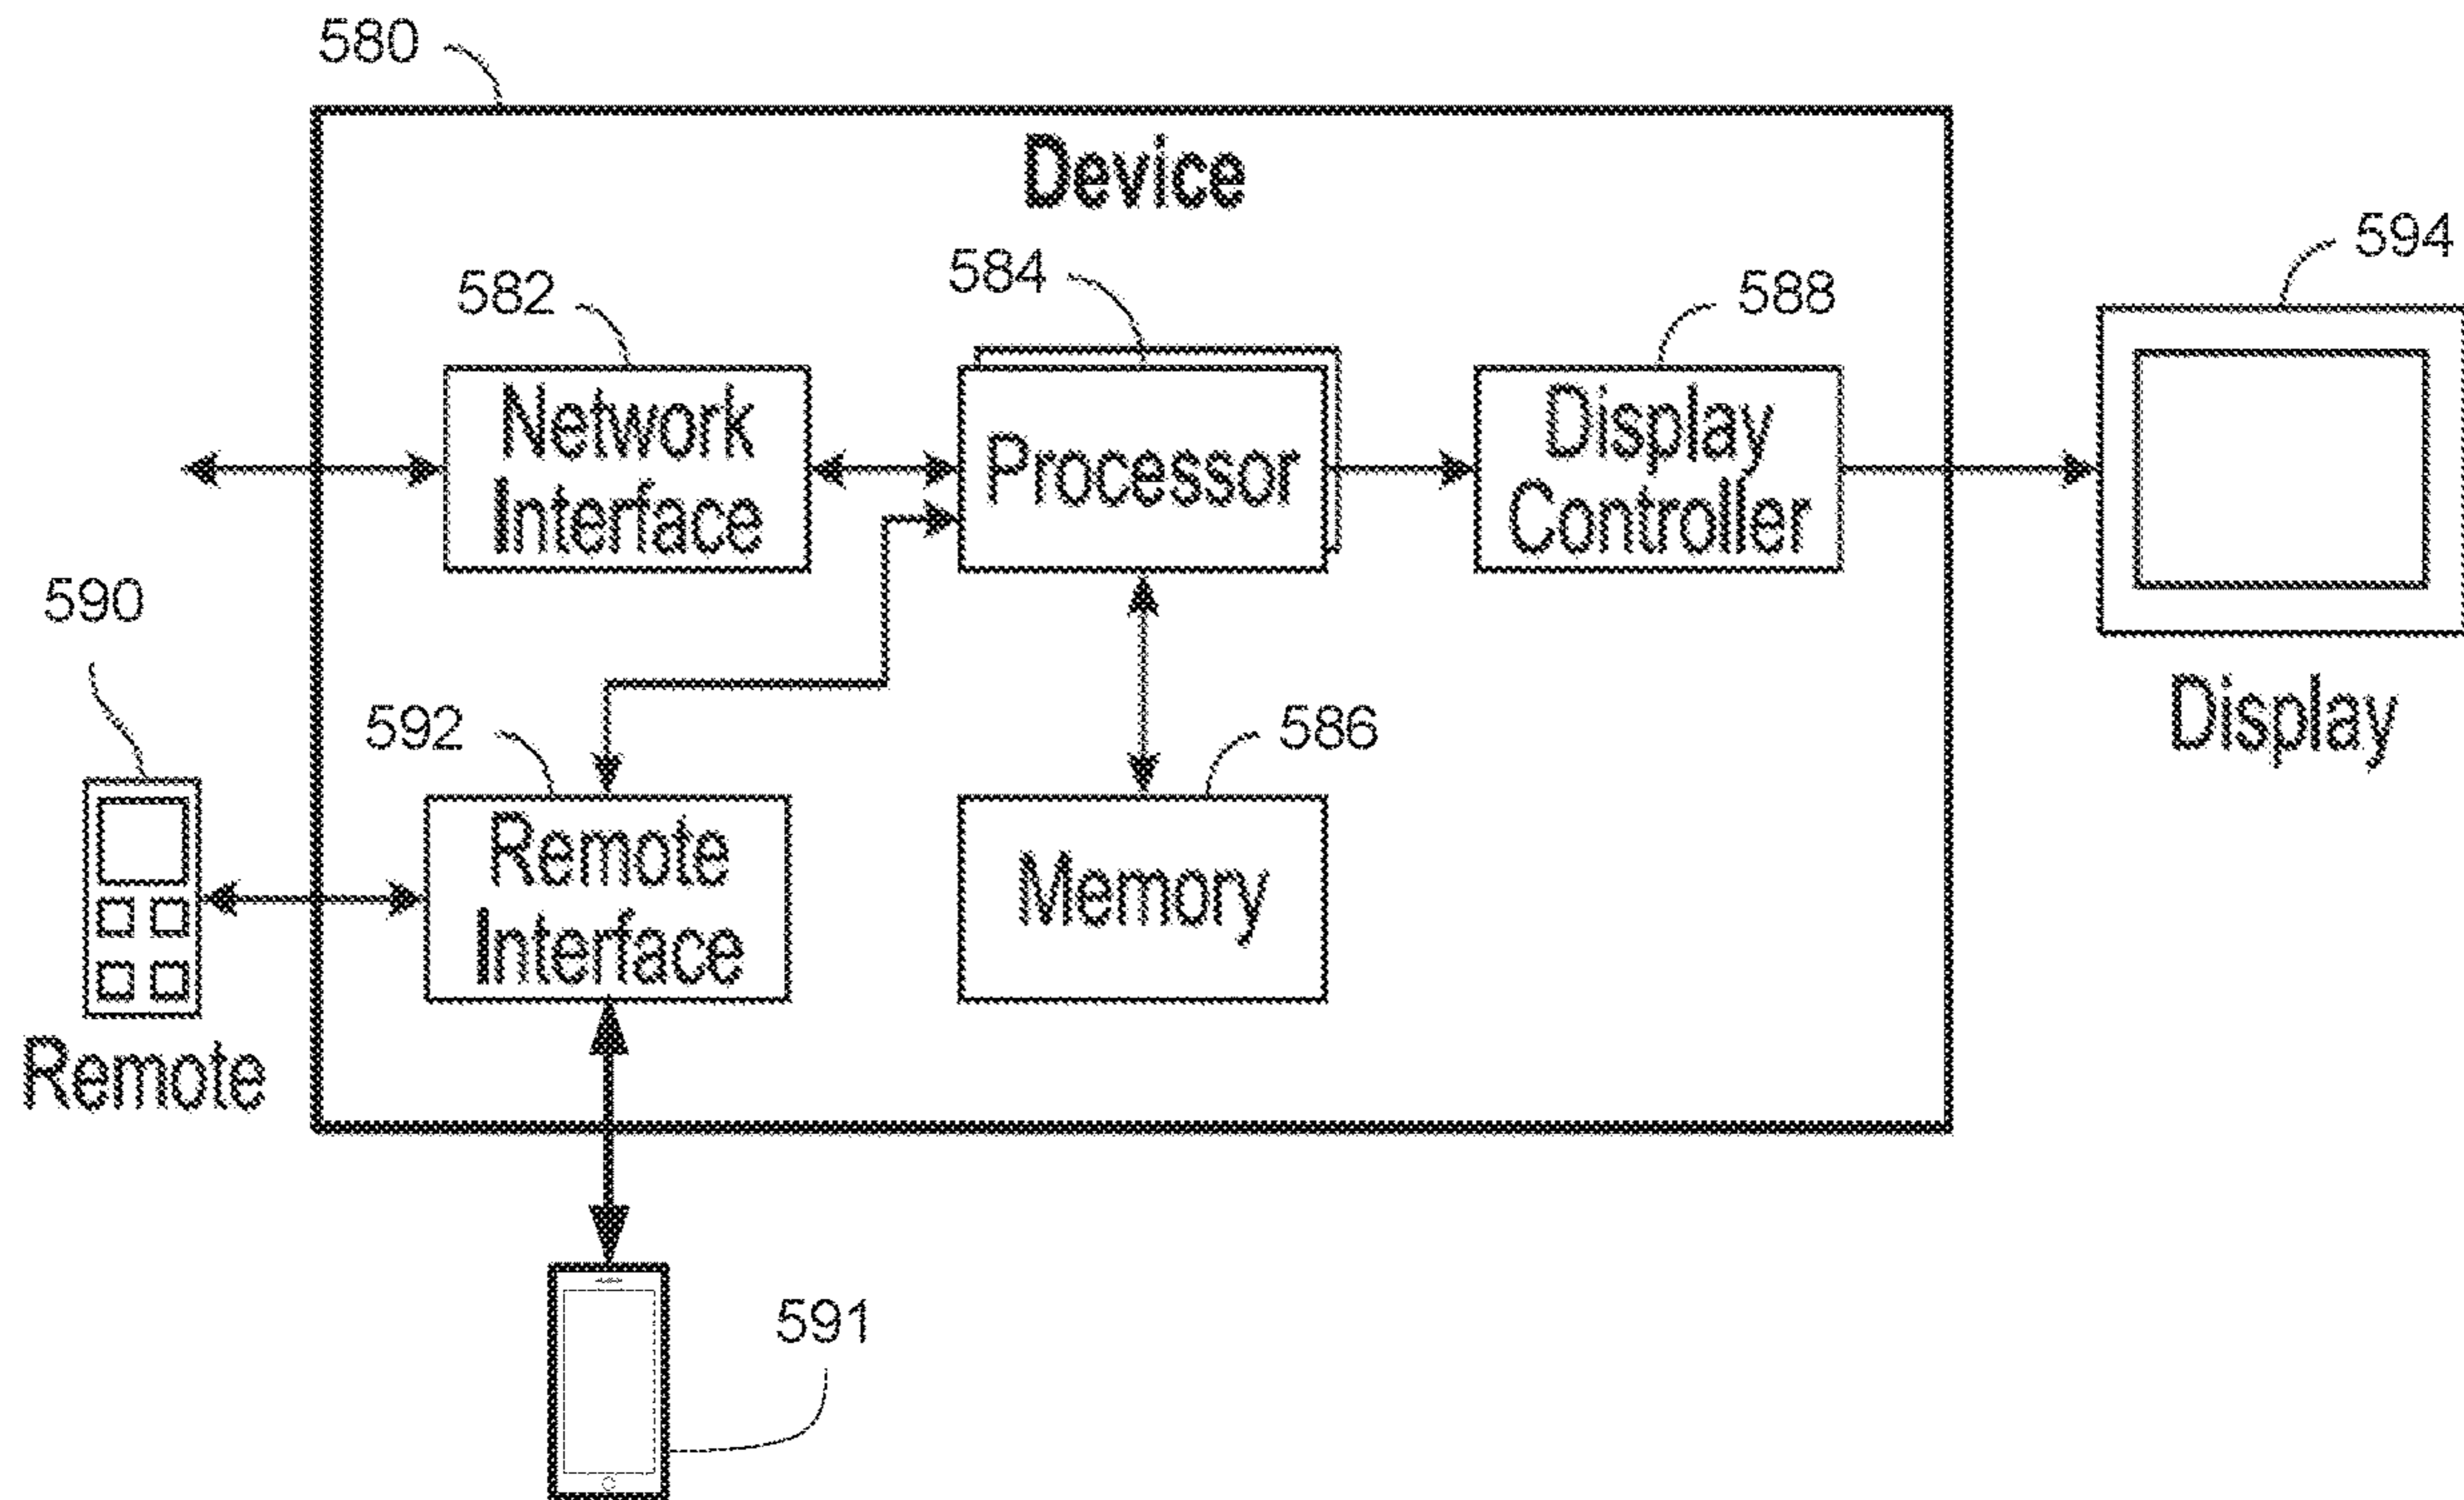 580
Device
594
584
582
588
Network
Interface
Processor
Display
Controller
590
592
586
Display
Remote
Interface
Memory
Remote
591